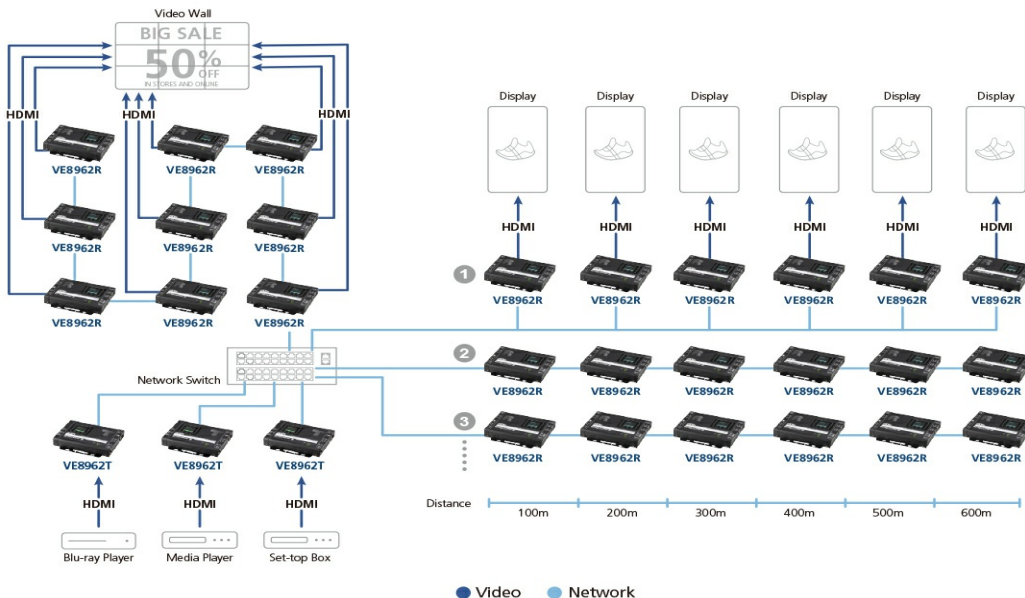 Video Wall
BIG SALE
50% OFF
IN STORES AND ONLINE
HDMI HDMI HDMI
VE8962R VE8962R VE8962R
VE8962R VE8962R VE8962R
VE8962R VE8962R VE8962R
Network Switch
VE8962T VE8962T VE8962T
HDMI HDMI HDMI
Blu-ray Player Media Player Set-top Box
Display Display Display Display Display Display
HDMI HDMI HDMI HDMI HDMI HDMI
1
VE8962R VE8962R VE8962R VE8962R VE8962R VE8962R
2
VE8962R VE8962R VE8962R VE8962R VE8962R VE8962R
3
VE8962R VE8962R VE8962R VE8962R VE8962R VE8962R
Distance
100m 200m 300m 400m 500m 600m
Video Network